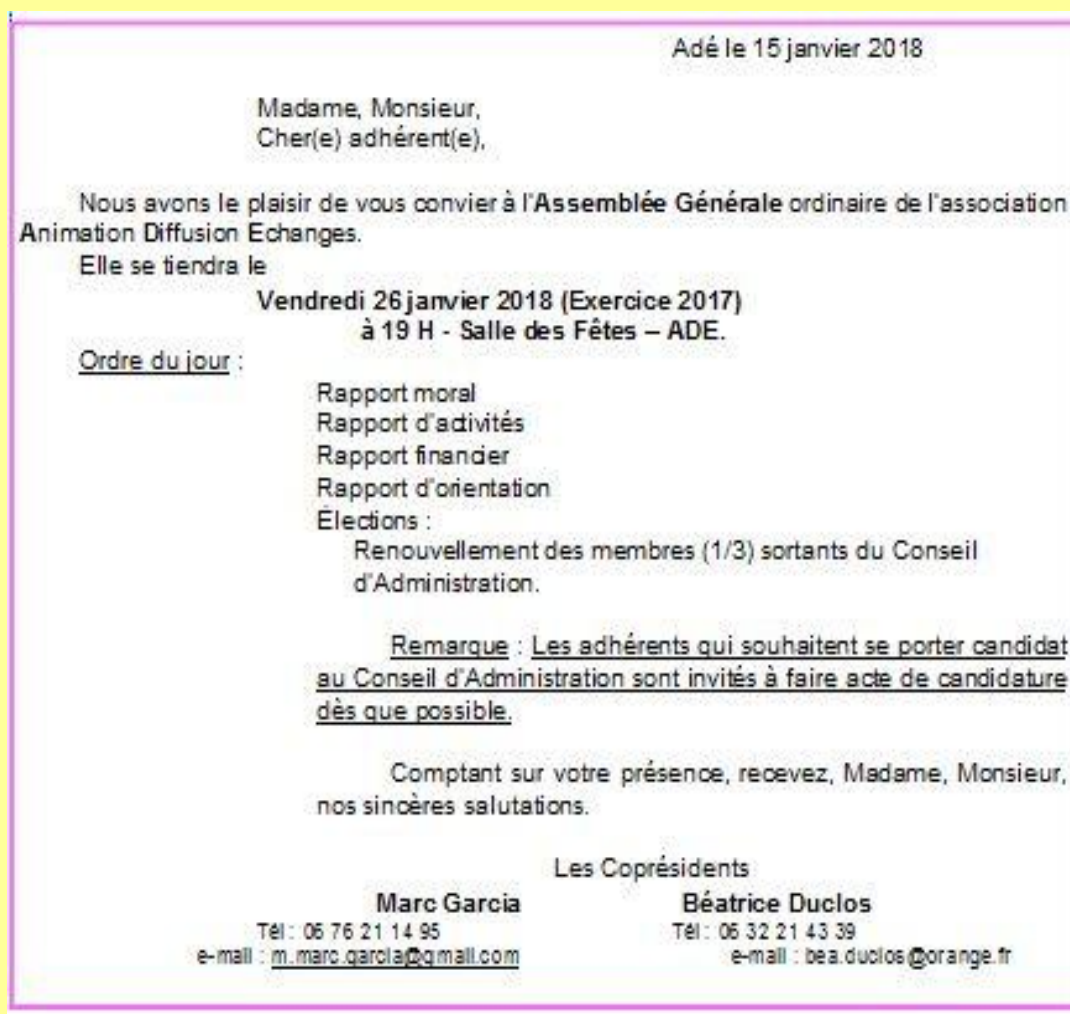 Adé le 15 janvier 2018
Madame, Monsieur,
Cher(e) adhérent(e),
Nous avons le plaisir de vous convier à l'Assemblée Générale ordinaire de l'association
Animation Diffusion Echanges.
Elle se tiendra le
Vendredi 26 janvier 2018 (Exercice 2017)
à 19 H - Salle des Fêtes – ADE.
Ordre du jour :
Rapport moral
Rapport d'activités
Rapport financier
Rapport d'orientation
Élections :
Renouvellement des membres (1/3) sortants du Conseil
d'Administration.
Remarque : Les adhérents qui souhaitent se porter candidat
au Conseil d'Administration sont invités à faire acte de candidature
dès que possible.
Comptant sur votre présence, recevez, Madame, Monsieur,
nos sincères salutations.
Les Coprésidents
Marc Garcia Béatrice Duclos
Tél : 06 76 21 14 95 Tél : 06 32 21 43 39
e-mail : m.marc.garcia@gmail.com e-mail : bea.duclos@orange.fr